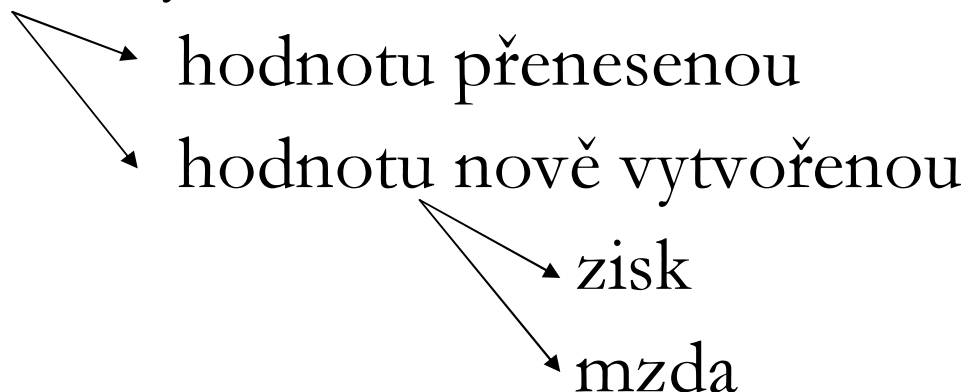 hodnotu přenesenou
hodnotu nově vytvořenou
zisk
mzda